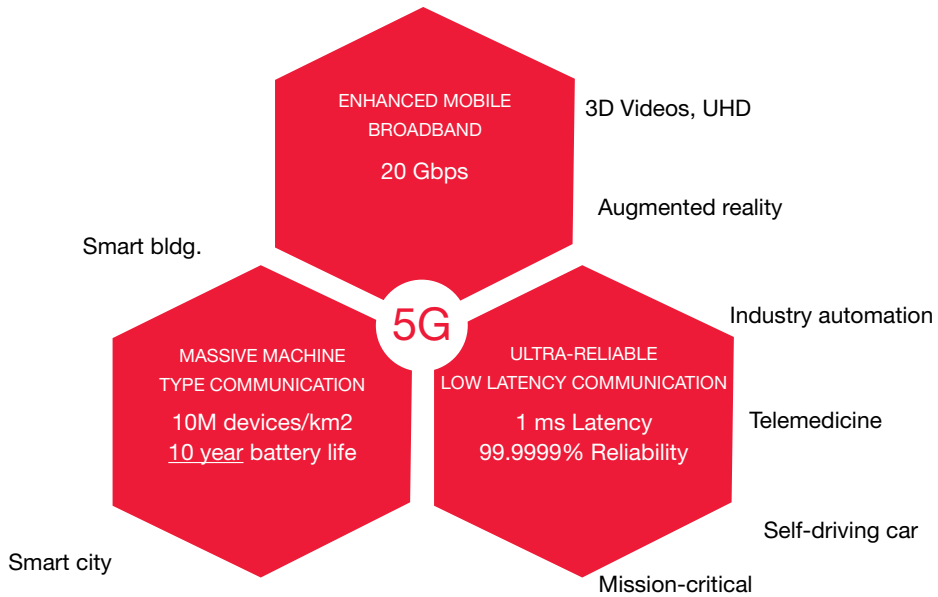 ENHANCED MOBILE
BROADBAND
20 Gbps
3D Videos, UHD
Augmented reality
Smart bldg.
5G
Industry automation
MASSIVE MACHINE
TYPE COMMUNICATION
10M devices/km2
10 year battery life
ULTRA-RELIABLE
LOW LATENCY COMMUNICATION
1 ms Latency
99.9999% Reliability
Telemedicine
Self-driving car
Smart city
Mission-critical